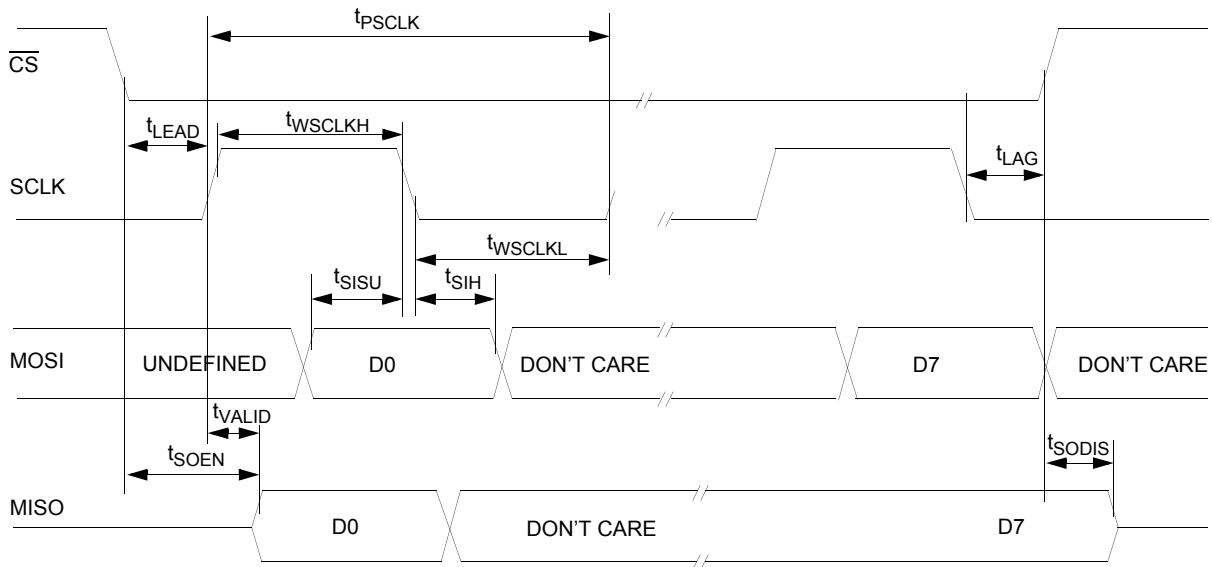 tPSCLK
CS
tLEAD
tWSCLKH
tLAG
SCLK
tWSCLKL
tSISU
tSIH
MOSI
UNDEFINED
D0
DON'T CARE
D7
DON'T CARE
tVALID
tSOEN
tSODIS
MISO
D0
DON'T CARE
D7